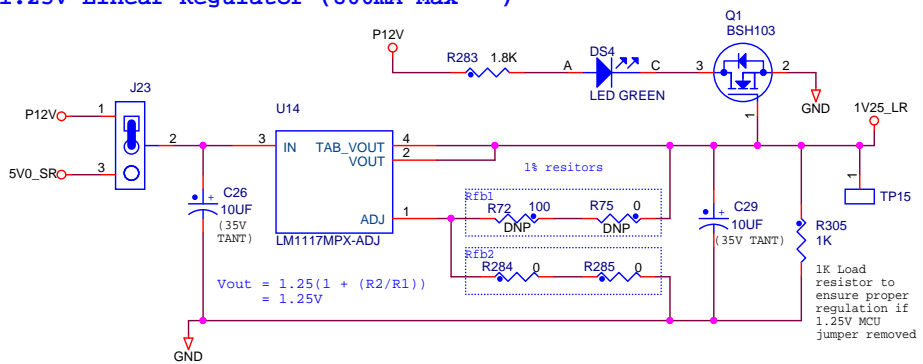 1.25V Linear Regulator (800mA Max
P12V
R283 1.8K
A DS4 C
LED GREEN
Q1
BSH103
3 2
1
GND
1V25_LR
J23
P12V 1
2
5V0_SR 3
U14
3 IN TAB_VOUT 4
VOUT 2
ADJ 1
LM1117MPX-ADJ
C26
10UF
(35V
TANT)
1% resitors
Rfb1
R72 100 R75 0
DNP DNP
Rfb2
R284 0 R285 0
C29
10UF
(35V TANT)
R305
1K
1
TP15
Vout = 1.25(1 + (R2/R1))
= 1.25V
1K Load
resistor to
ensure proper
regulation if
1.25V MCU
jumper removed
GND